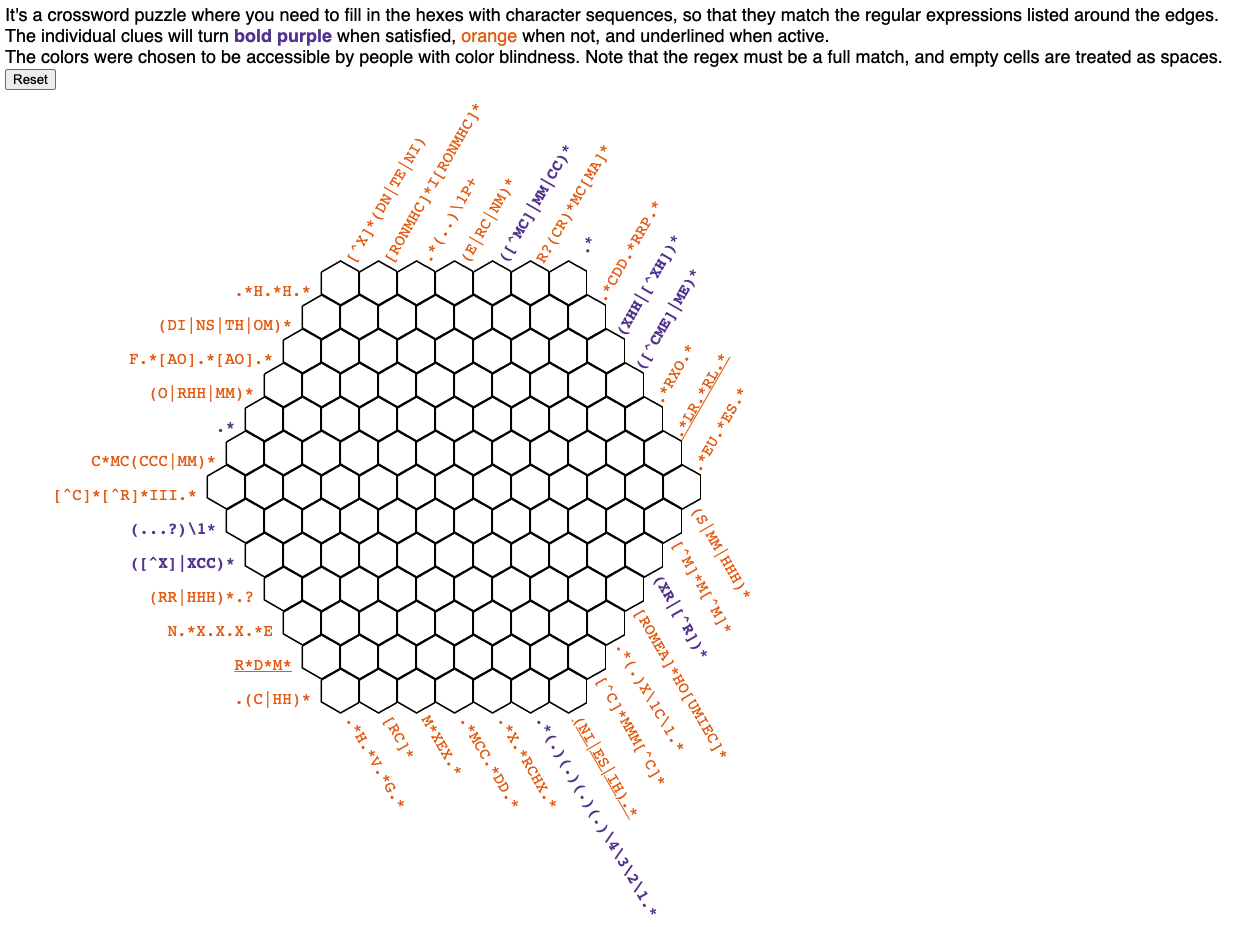 It's a crossword puzzle where you need to fill in the hexes with character sequences, so that they match the regular expressions listed around the edges.
The individual clues will turn bold purple when satisfied, orange when not, and underlined when active.
The colors were chosen to be accessible by people with color blindness. Note that the regex must be a full match, and empty cells are treated as spaces.
Reset
[^X]*(DN|TE|NI)
[RONMHC]*I[RONMHC]*
.*(..)\1P+
(E|RC|NM)*
([^MC]|MM|CC)*
R?(CR)*MC[MA]*
.*
.*CDD.*RRP.*
(XHH|[^XH])*
([^CME]|ME)*
.*RXO.*
.*LR.*RL.*
.*EU.*ES.*
.*H.*H.*
(DI|NS|TH|OM)*
F.*[AO].*[AO].*
(O|RHH|MM)*
.*
C*MC(CCC|MM)*
[^C]*[^R]*III.*
(...?)\1*
([^X]|XCC)*
(RR|HHH)*.?
N.*X.X.X.*E
R*D*M*
.(C|HH)*
(S|MM|HHH)*
[^M]*M[^M]*
(XR|[^R])*
[ROMEA]*HO[UMIEC]*
.*(.)X\1C\1.*
[^C]*MMM[^C]*
(NI|ES|IH).*
.*(.)(.)(.)(.)\4\3\2\1.*
.*X.*RCHX.*
.*MCC.*DD.*
M*XEX.*
[RC]*
.*H.*V.*G.*